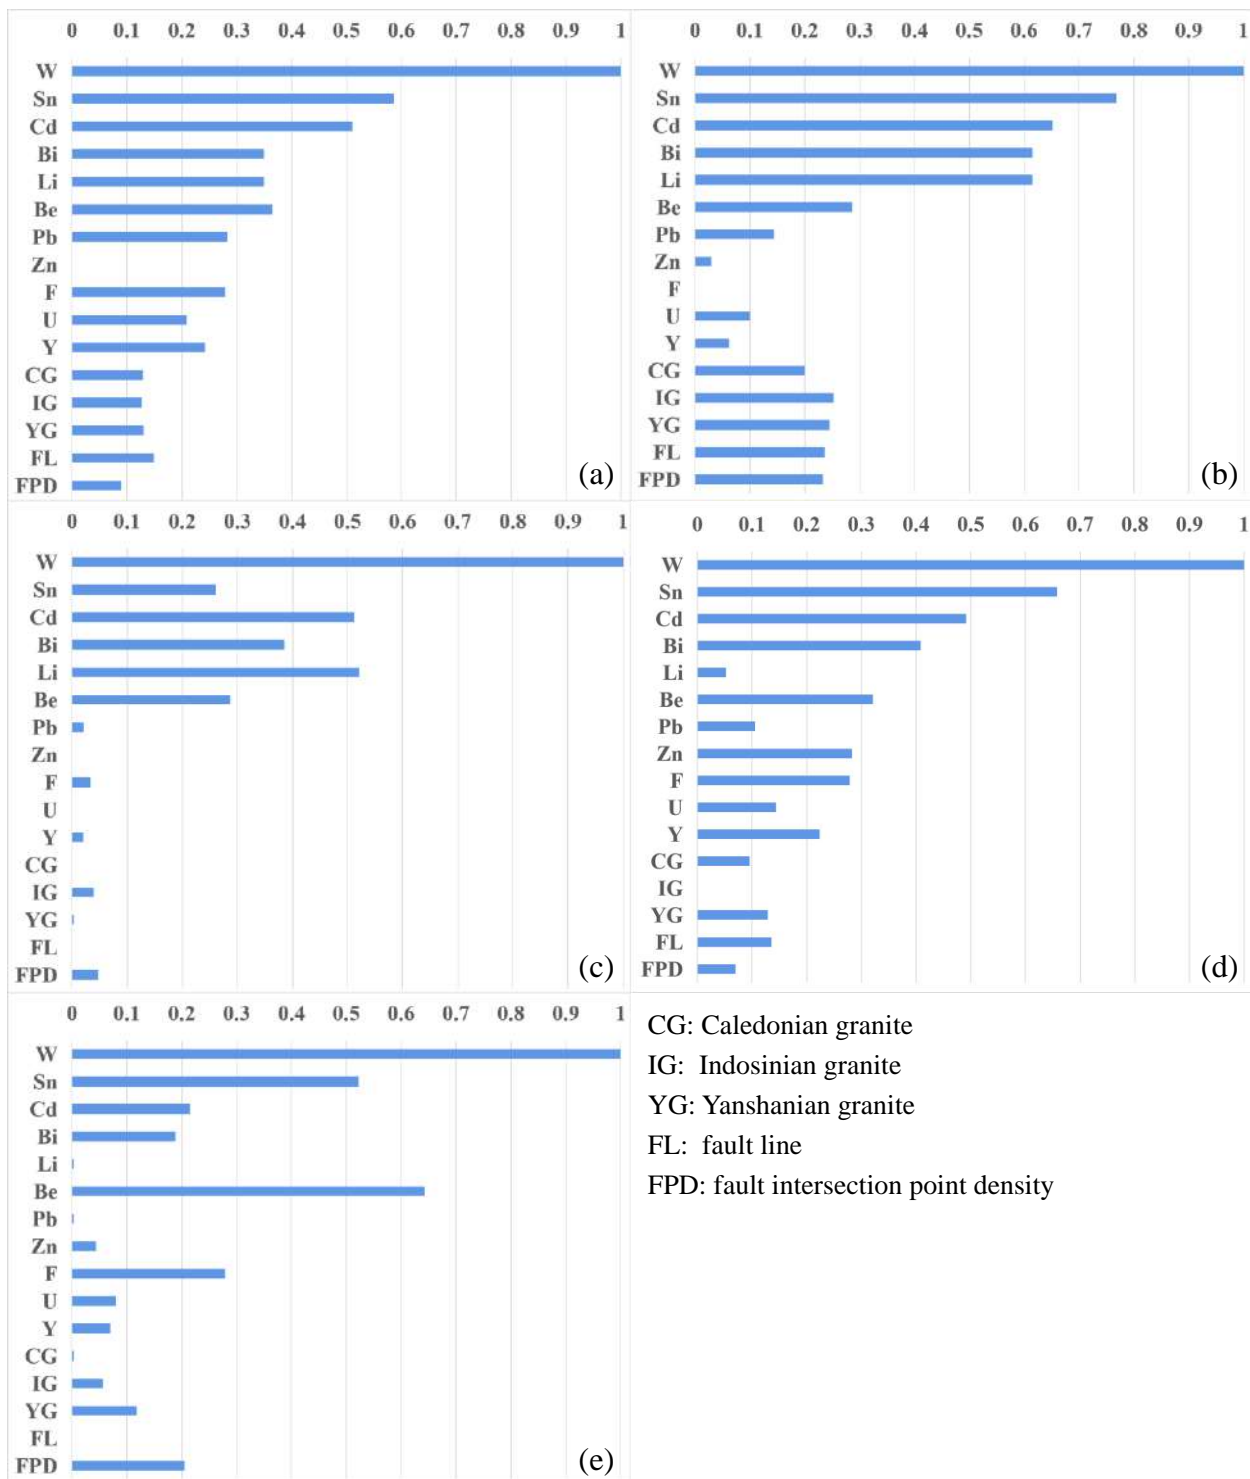 0 0.1 0.2 0.3 0.4 0.5 0.6 0.7 0.8 0.9 1
W
Sn
Cd
Bi
Li
Be
Pb
Zn
F
U
Y
CG
IG
YG
FL
FPD
(a)
0 0.1 0.2 0.3 0.4 0.5 0.6 0.7 0.8 0.9 1
W
Sn
Cd
Bi
Li
Be
Pb
Zn
F
U
Y
CG
IG
YG
FL
FPD
(b)
0 0.1 0.2 0.3 0.4 0.5 0.6 0.7 0.8 0.9 1
W
Sn
Cd
Bi
Li
Be
Pb
Zn
F
U
Y
CG
IG
YG
FL
FPD
(c)
0 0.1 0.2 0.3 0.4 0.5 0.6 0.7 0.8 0.9 1
W
Sn
Cd
Bi
Li
Be
Pb
Zn
F
U
Y
CG
IG
YG
FL
FPD
(d)
0 0.1 0.2 0.3 0.4 0.5 0.6 0.7 0.8 0.9 1
W
Sn
Cd
Bi
Li
Be
Pb
Zn
F
U
Y
CG
IG
YG
FL
FPD
(e)
CG: Caledonian granite
IG: Indosinian granite
YG: Yanshanian granite
FL: fault line
FPD: fault intersection point density